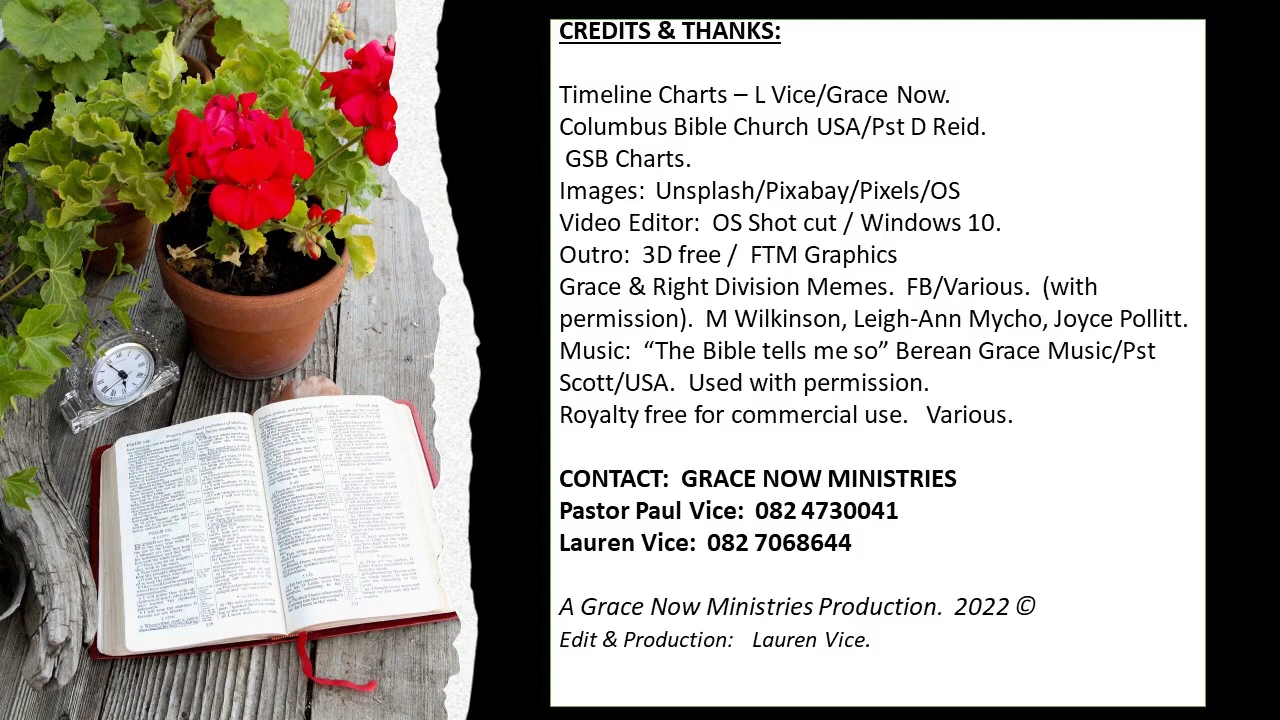 CREDITS & THANKS:
Timeline Charts – L Vice/Grace Now.
Columbus Bible Church USA/Pst D Reid.
GSB Charts.
Images: Unsplash/Pixabay/Pixels/OS
Video Editor: OS Shot cut / Windows 10.
Outro: 3D free / FTM Graphics
Grace & Right Division Memes. FB/Various. (with
permission). M Wilkinson, Leigh-Ann Mycho, Joyce Pollitt.
Music: “The Bible tells me so” Berean Grace Music/Pst
Scott/USA. Used with permission.
Royalty free for commercial use. Various.
CONTACT: GRACE NOW MINISTRIES
Pastor Paul Vice: 082 4730041
Lauren Vice: 082 7068644
A Grace Now Ministries Production. 2022 ©
Edit & Production: Lauren Vice.